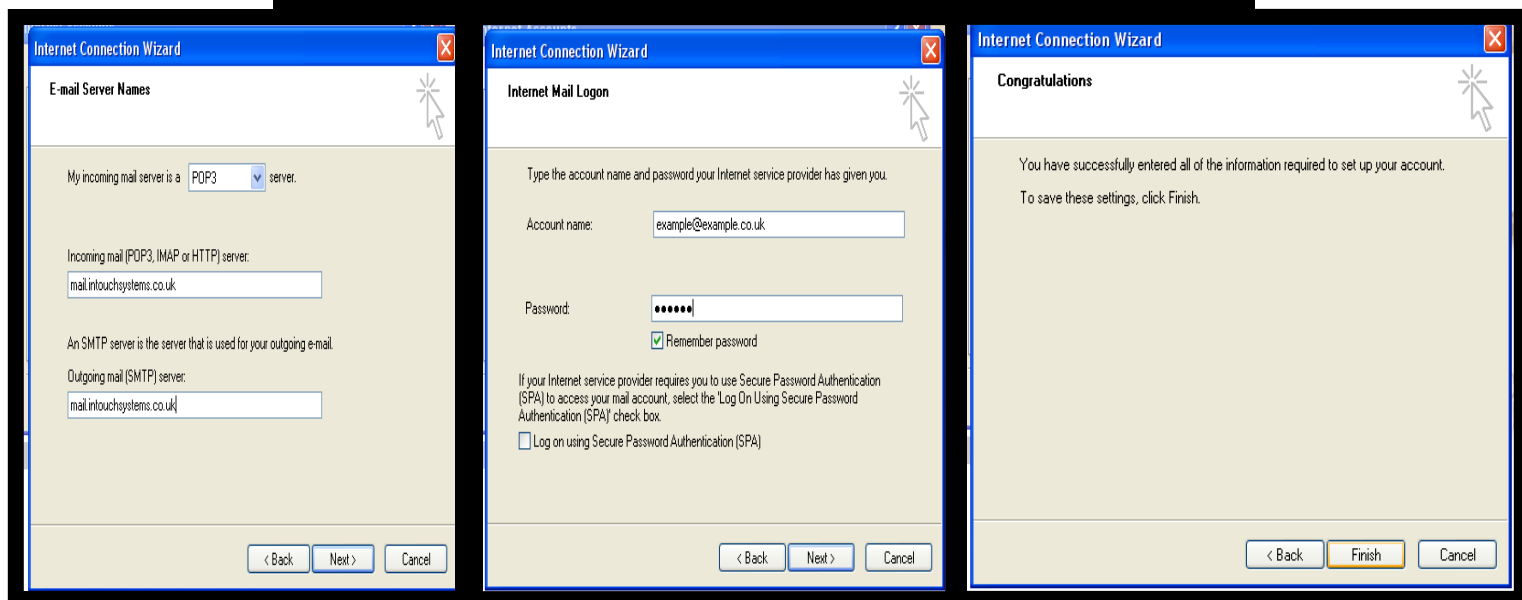 Internet Connection Wizard
E-mail Server Names
My incoming mail server is a POP3 server.
Incoming mail (POP3, IMAP or HTTP) server:
mail.intouchsystems.co.uk
An SMTP server is the server that is used for your outgoing e-mail.
Outgoing mail (SMTP) server:
mail.intouchsystems.co.uk
< Back Next > Cancel
Internet Accounts
Internet Connection Wizard
Internet Mail Logon
Type the account name and password your Internet service provider has given you.
Account name: example@example.co.uk
Password: ••••••
Remember password
If your Internet service provider requires you to use Secure Password Authentication
(SPA) to access your mail account, select the 'Log On Using Secure Password
Authentication (SPA)' check box.
Log on using Secure Password Authentication (SPA)
< Back Next > Cancel
Internet Connection Wizard
Congratulations
You have successfully entered all of the information required to set up your account.
To save these settings, click Finish.
< Back Finish Cancel